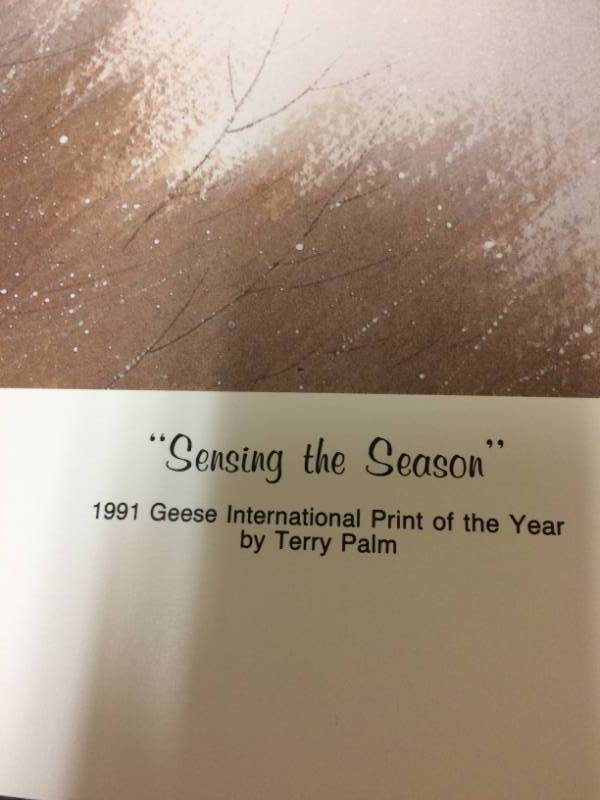 “Sensing the Season”
1991 Geese International Print of the Year
by Terry Palm